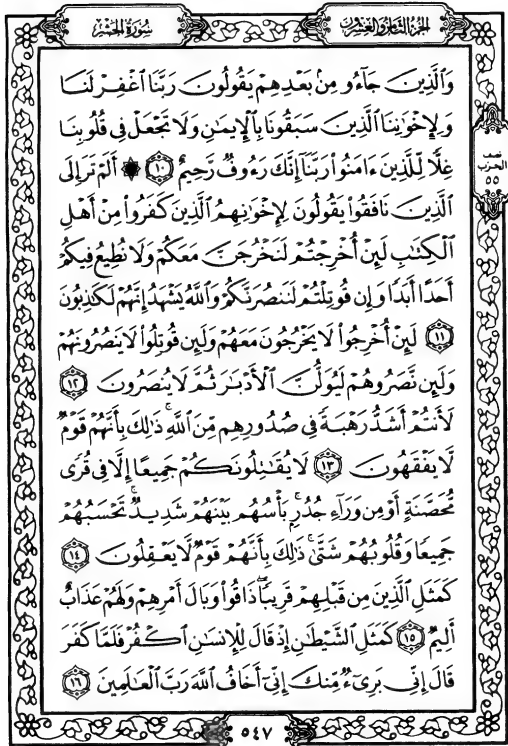 الجزء الثامن والعشرون
سورة الحشر
وَالَّذِينَ جَآءُو مِنۢ بَعْدِهِمْ يَقُولُونَ رَبَّنَا ٱغْفِرْ لَنَا
وَلِإِخْوَٰنِنَا ٱلَّذِينَ سَبَقُونَا بِٱلْإِيمَٰنِ وَلَا تَجْعَلْ فِى قُلُوبِنَا
غِلًّا لِّلَّذِينَ ءَامَنُوا۟ رَبَّنَآ إِنَّكَ رَءُوفٌ رَّحِيمٌ ١٠ ۞ أَلَمْ تَرَ إِلَى
ٱلَّذِينَ نَافَقُوا۟ يَقُولُونَ لِإِخْوَٰنِهِمُ ٱلَّذِينَ كَفَرُوا۟ مِنْ أَهْلِ
ٱلْكِتَٰبِ لَئِنْ أُخْرِجْتُمْ لَنَخْرُجَنَّ مَعَكُمْ وَلَا نُطِيعُ فِيكُمْ
أَحَدًا أَبَدًا وَإِن قُوتِلْتُمْ لَنَنصُرَنَّكُمْ وَٱللَّهُ يَشْهَدُ إِنَّهُمْ لَكَٰذِبُونَ
١١ لَئِنْ أُخْرِجُوا۟ لَا يَخْرُجُونَ مَعَهُمْ وَلَئِن قُوتِلُوا۟ لَا يَنصُرُونَهُمْ
وَلَئِن نَّصَرُوهُمْ لَيُوَلُّنَّ ٱلْأَدْبَٰرَ ثُمَّ لَا يُنصَرُونَ ١٢
لَأَنتُمْ أَشَدُّ رَهْبَةً فِى صُدُورِهِم مِّنَ ٱللَّهِ ۚ ذَٰلِكَ بِأَنَّهُمْ قَوْمٌ
لَّا يَفْقَهُونَ ١٣ لَا يُقَٰتِلُونَكُمْ جَمِيعًا إِلَّا فِى قُرًى
مُّحَصَّنَةٍ أَوْ مِن وَرَآءِ جُدُرٍۭ ۚ بَأْسُهُم بَيْنَهُمْ شَدِيدٌ ۚ تَحْسَبُهُمْ
جَمِيعًا وَقُلُوبُهُمْ شَتَّىٰ ۚ ذَٰلِكَ بِأَنَّهُمْ قَوْمٌ لَّا يَعْقِلُونَ ١٤
كَمَثَلِ ٱلَّذِينَ مِن قَبْلِهِمْ قَرِيبًا ۖ ذَاقُوا۟ وَبَالَ أَمْرِهِمْ وَلَهُمْ عَذَابٌ
أَلِيمٌ ١٥ كَمَثَلِ ٱلشَّيْطَٰنِ إِذْ قَالَ لِلْإِنسَٰنِ ٱكْفُرْ فَلَمَّا كَفَرَ
قَالَ إِنِّى بَرِىٓءٌ مِّنكَ إِنِّىٓ أَخَافُ ٱللَّهَ رَبَّ ٱلْعَٰلَمِينَ ١٦
نصف
الحزب
٥٥
٥٤٧